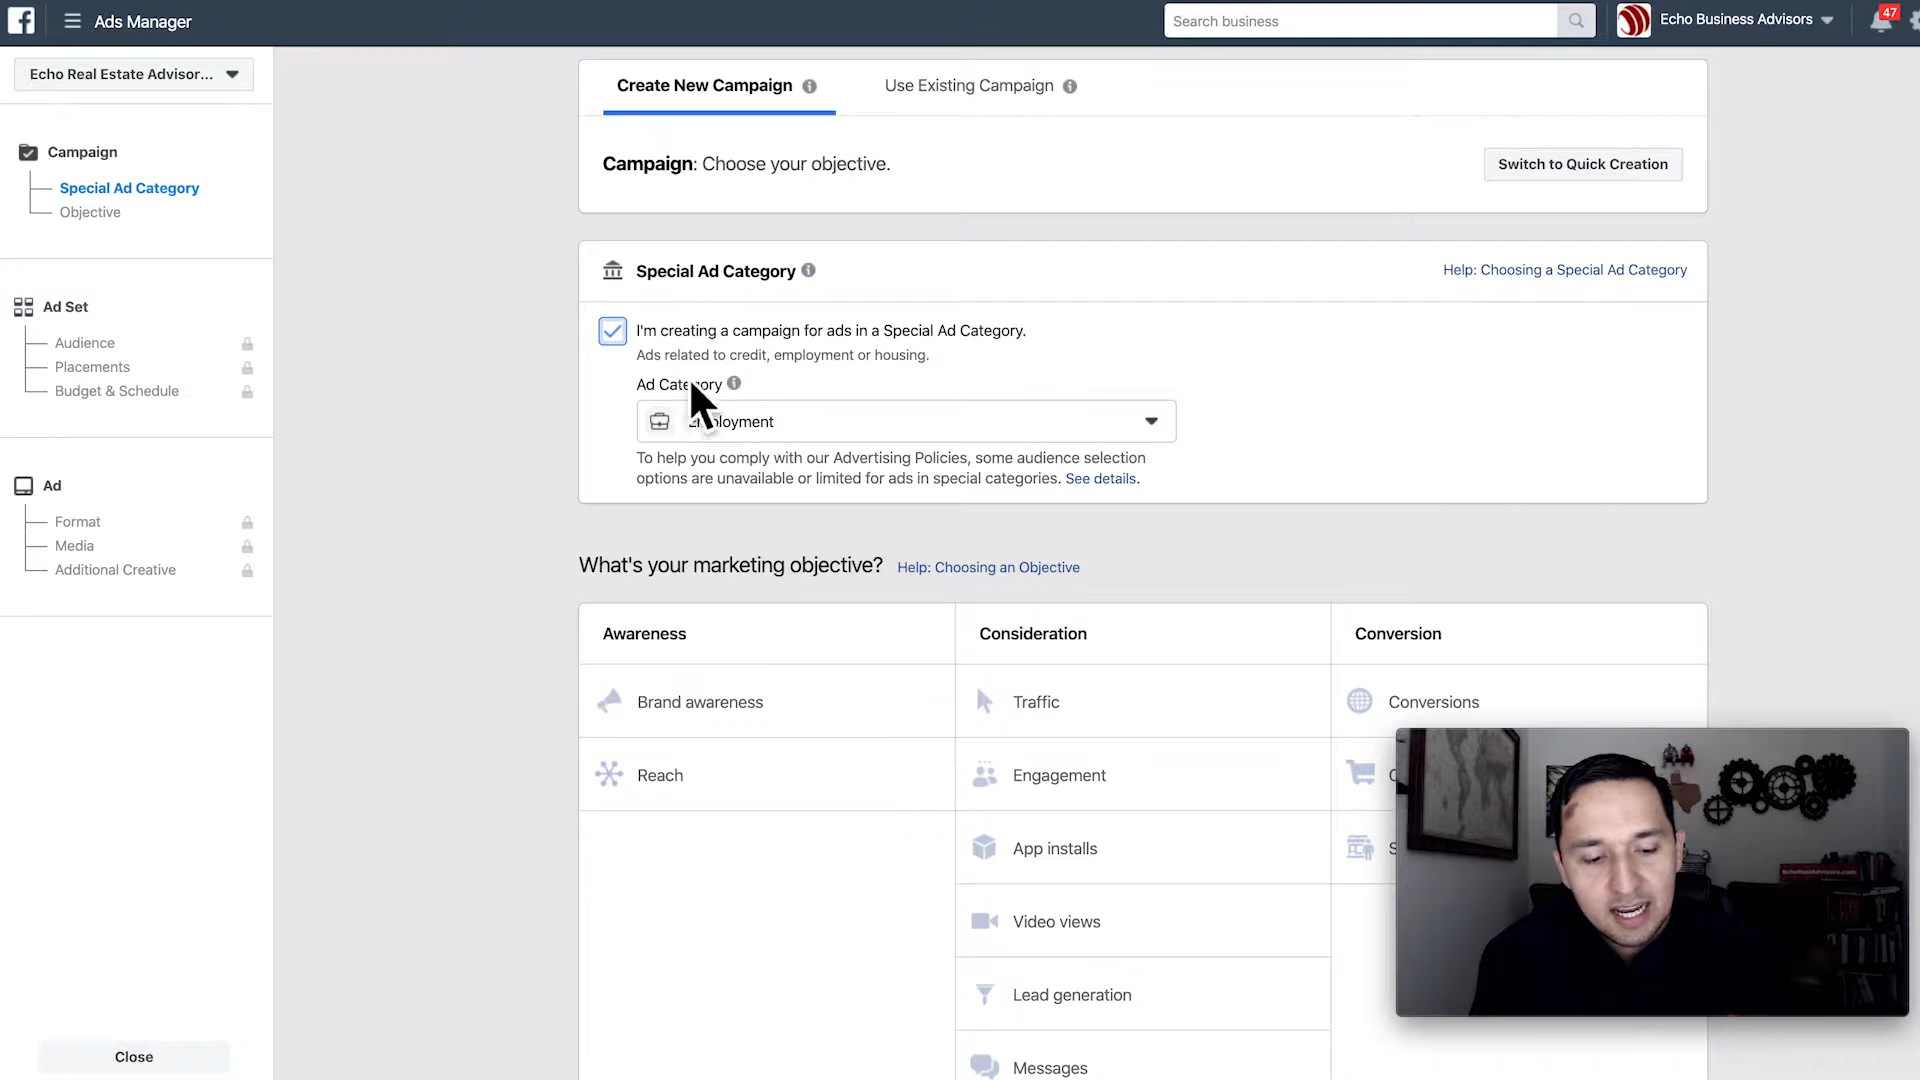 Ads Manager
Search business
Echo Business Advisors
47
Echo Real Estate Advisor...
Campaign
Special Ad Category
Objective
Ad Set
Audience
Placements
Budget & Schedule
Ad
Format
Media
Additional Creative
Close
Create New Campaign
Use Existing Campaign
Campaign: Choose your objective.
Switch to Quick Creation
Special Ad Category
Help: Choosing a Special Ad Category
I'm creating a campaign for ads in a Special Ad Category.
Ads related to credit, employment or housing.
Ad Category
Employment
To help you comply with our Advertising Policies, some audience selection
options are unavailable or limited for ads in special categories. See details.
What's your marketing objective? Help: Choosing an Objective
Awareness
Consideration
Conversion
Brand awareness
Traffic
Conversions
Reach
Engagement
App installs
Video views
Lead generation
Messages